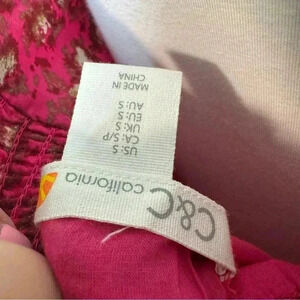 C&C california
US: S
CA: S/P
UK: S
EU: S
AU: S
MADE IN
CHINA